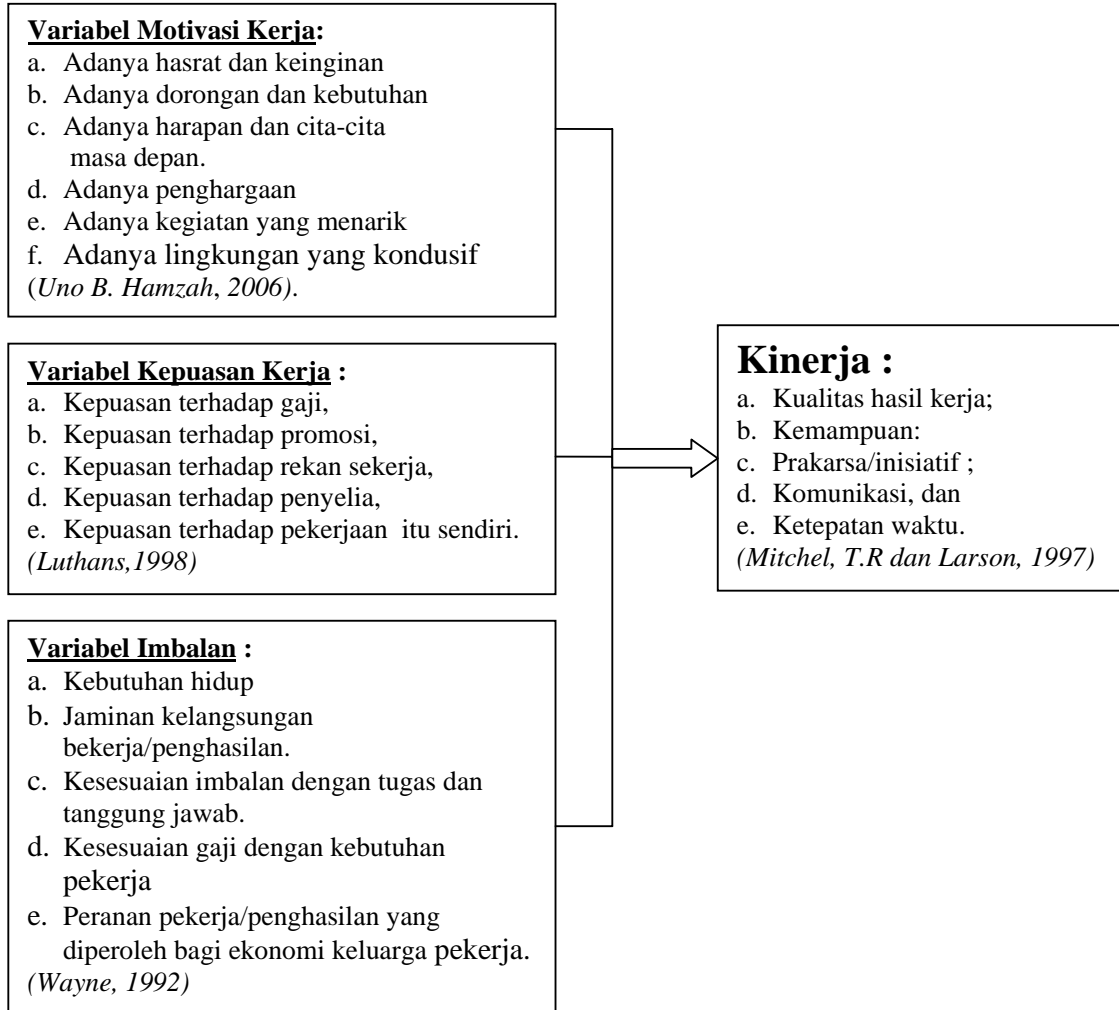 Variabel Motivasi Kerja:
a. Adanya hasrat dan keinginan
b. Adanya dorongan dan kebutuhan
c. Adanya harapan dan cita-cita
masa depan.
d. Adanya penghargaan
e. Adanya kegiatan yang menarik
f. Adanya lingkungan yang kondusif
(Uno B. Hamzah, 2006).
Variabel Kepuasan Kerja :
a. Kepuasan terhadap gaji,
b. Kepuasan terhadap promosi,
c. Kepuasan terhadap rekan sekerja,
d. Kepuasan terhadap penyelia,
e. Kepuasan terhadap pekerjaan itu sendiri.
(Luthans,1998)
Variabel Imbalan :
a. Kebutuhan hidup
b. Jaminan kelangsungan
bekerja/penghasilan.
c. Kesesuaian imbalan dengan tugas dan
tanggung jawab.
d. Kesesuaian gaji dengan kebutuhan
pekerja
e. Peranan pekerja/penghasilan yang
diperoleh bagi ekonomi keluarga pekerja.
(Wayne, 1992)
Kinerja :
a. Kualitas hasil kerja;
b. Kemampuan:
c. Prakarsa/inisiatif ;
d. Komunikasi, dan
e. Ketepatan waktu.
(Mitchel, T.R dan Larson, 1997)